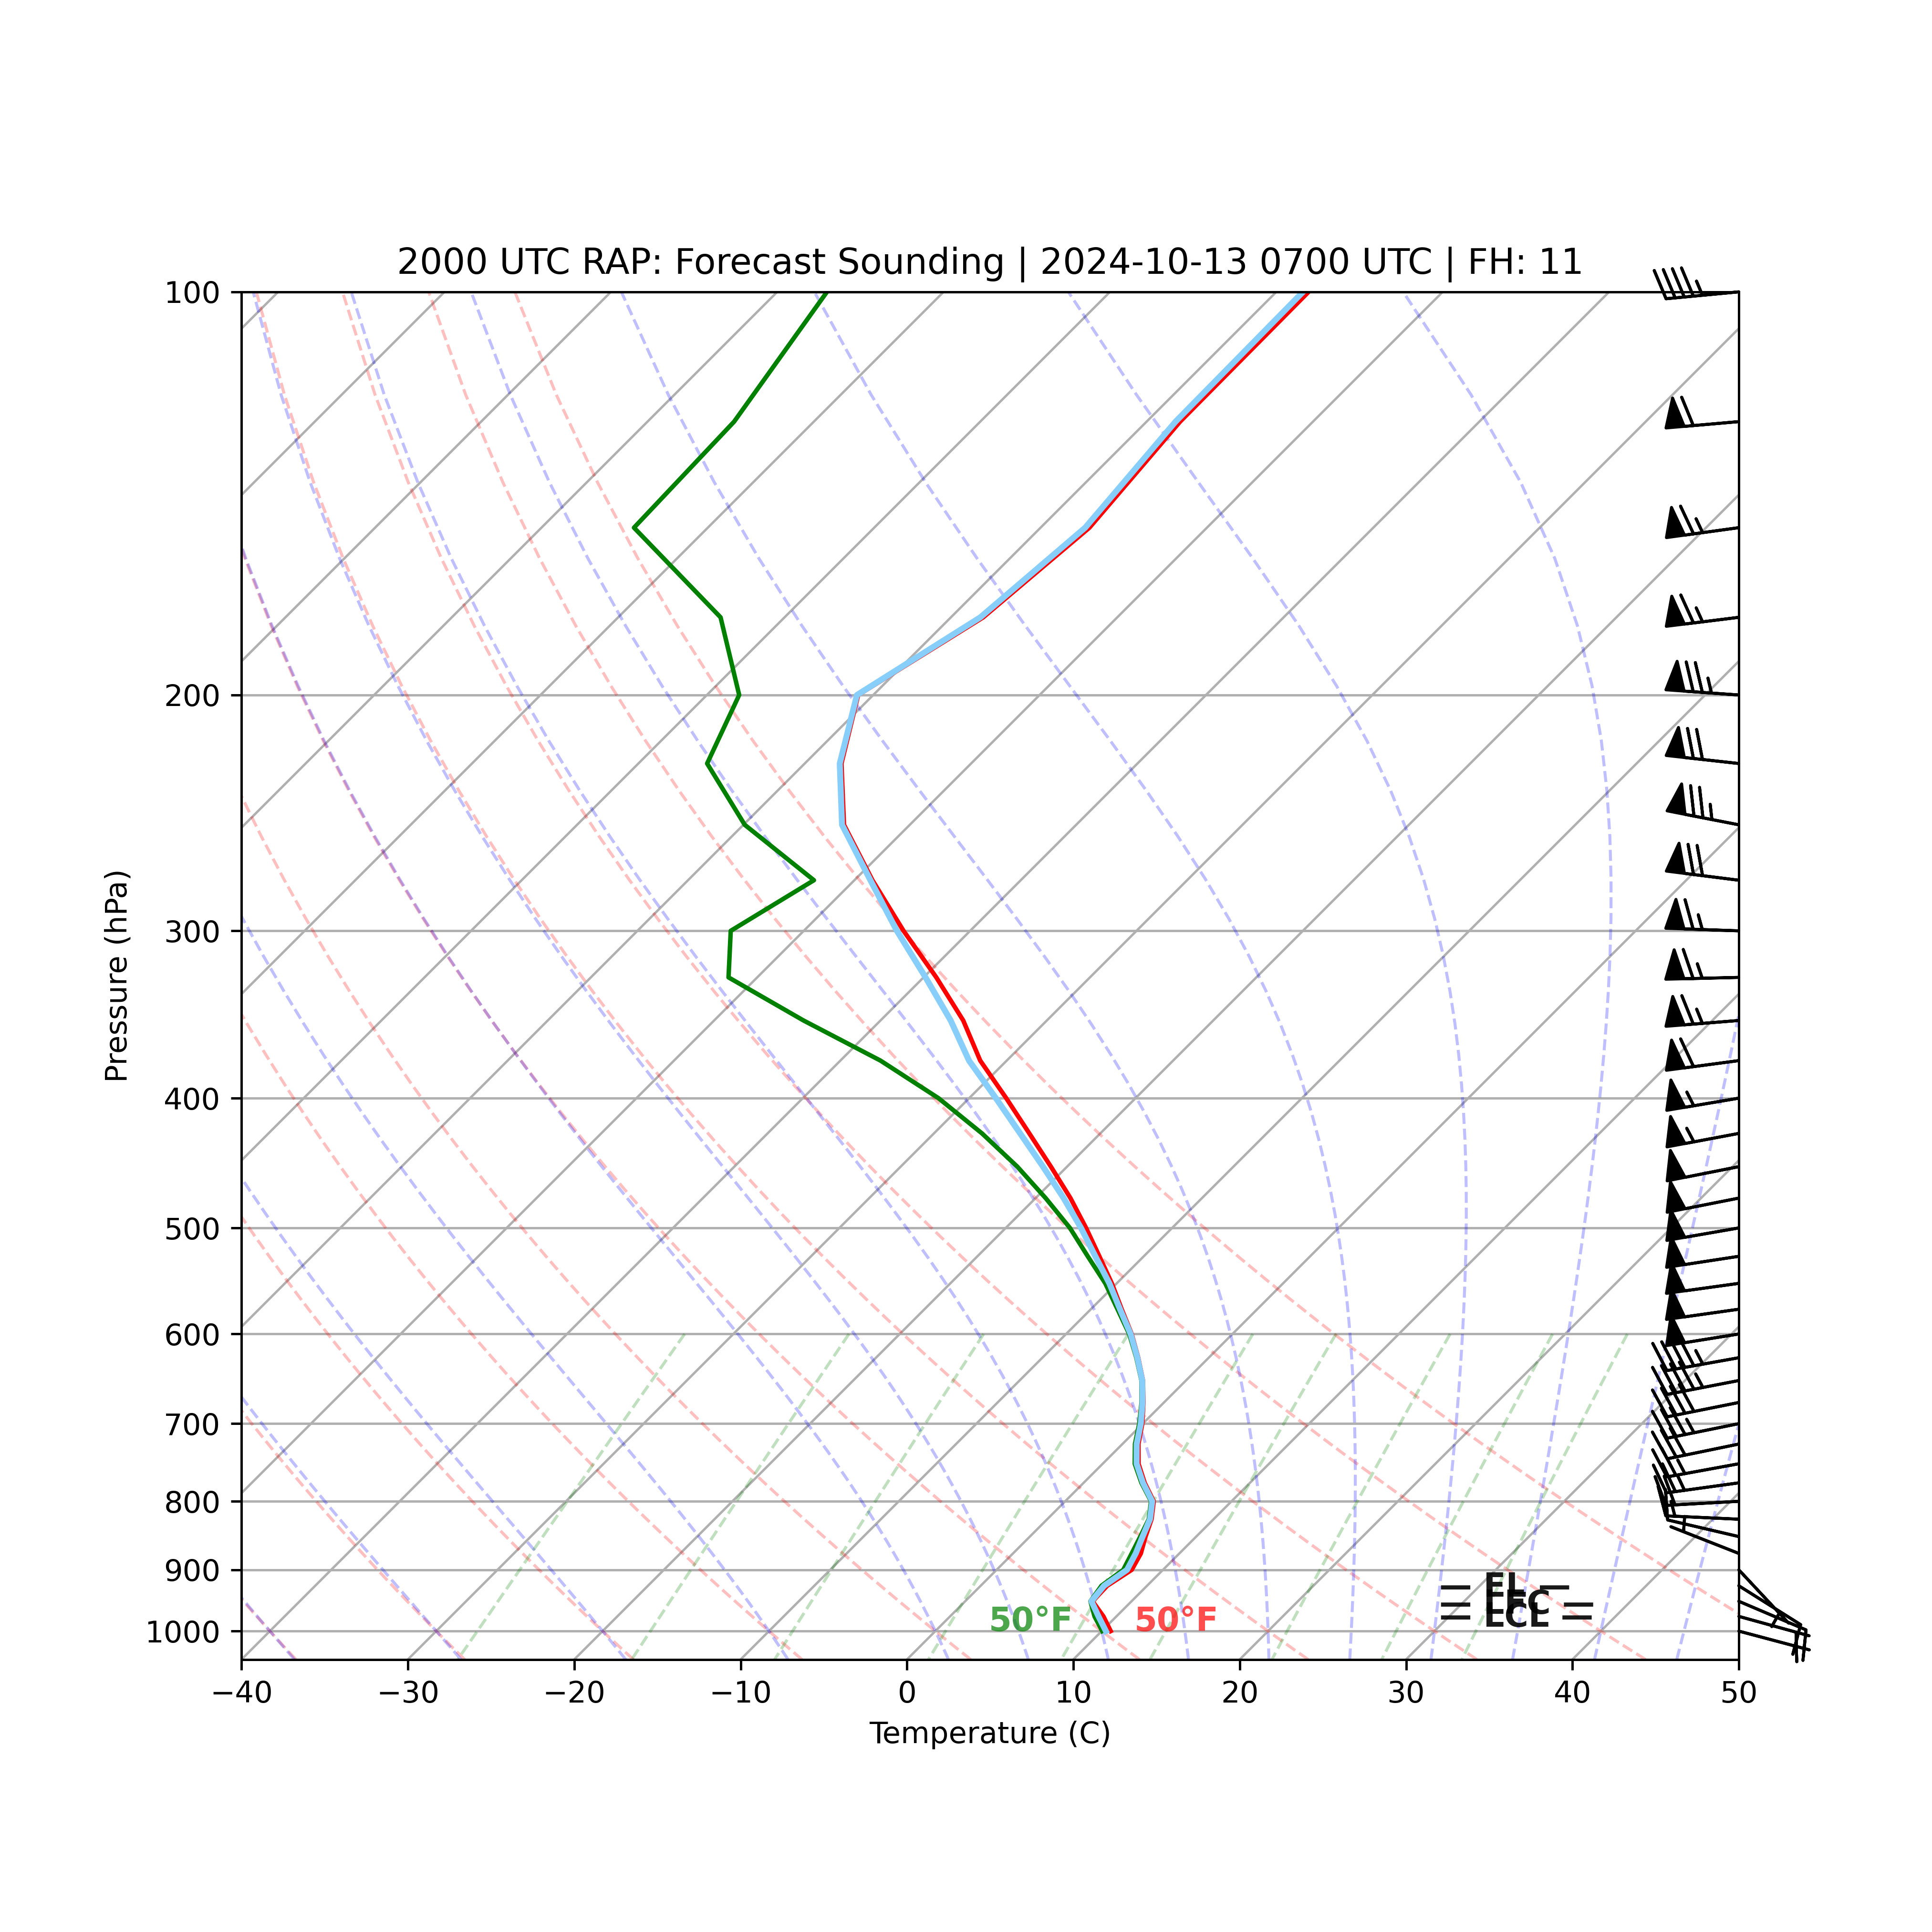 2000 UTC RAP: Forecast Sounding | 2024-10-13 0700 UTC | FH: 11
100
200
300
400
500
600
700
800
900
1000
Pressure (hPa)
— EL —
— LFC —
— LCL —
50°F 50°F
−40 −30 −20 −10 0 10 20 30 40 50
Temperature (C)